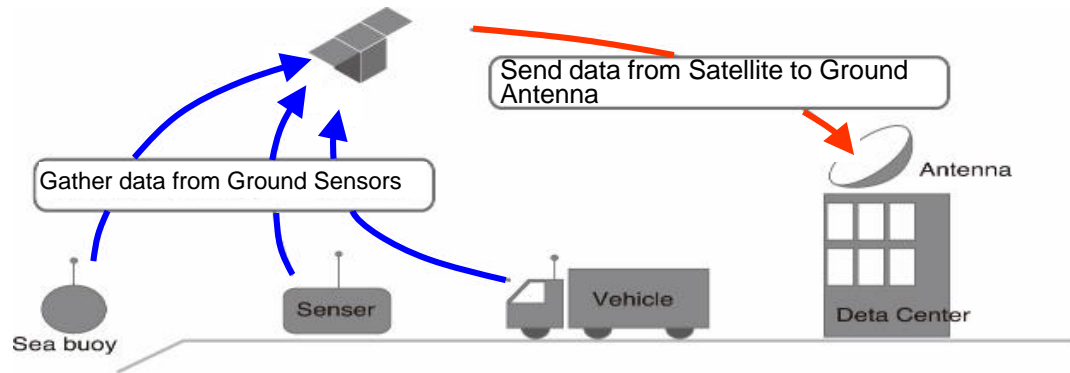 Send data from Satellite to Ground
Antenna
Gather data from Ground Sensors
Antenna
Sea buoy
Senser
Vehicle
Deta Center